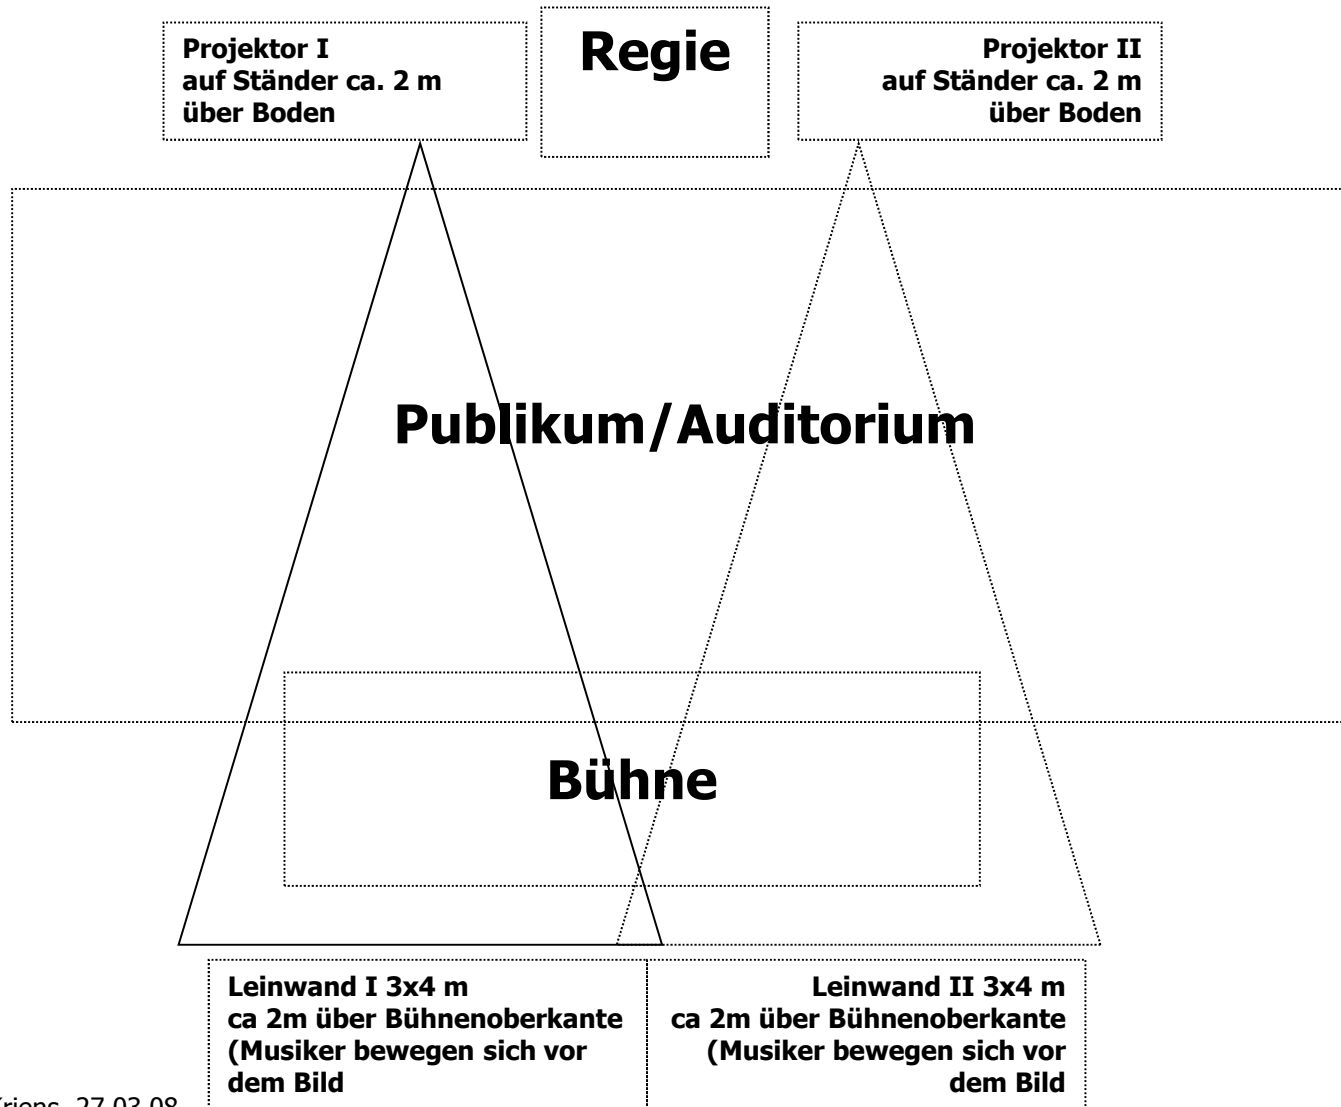 Projektor I
auf Ständer ca. 2 m
über Boden
Regie
Projektor II
auf Ständer ca. 2 m
über Boden
Publikum/Auditorium
Bühne
Leinwand I 3x4 m
ca 2m über Bühnenoberkante
(Musiker bewegen sich vor
dem Bild
Leinwand II 3x4 m
ca 2m über Bühnenoberkante
(Musiker bewegen sich vor
dem Bild
27.03.08